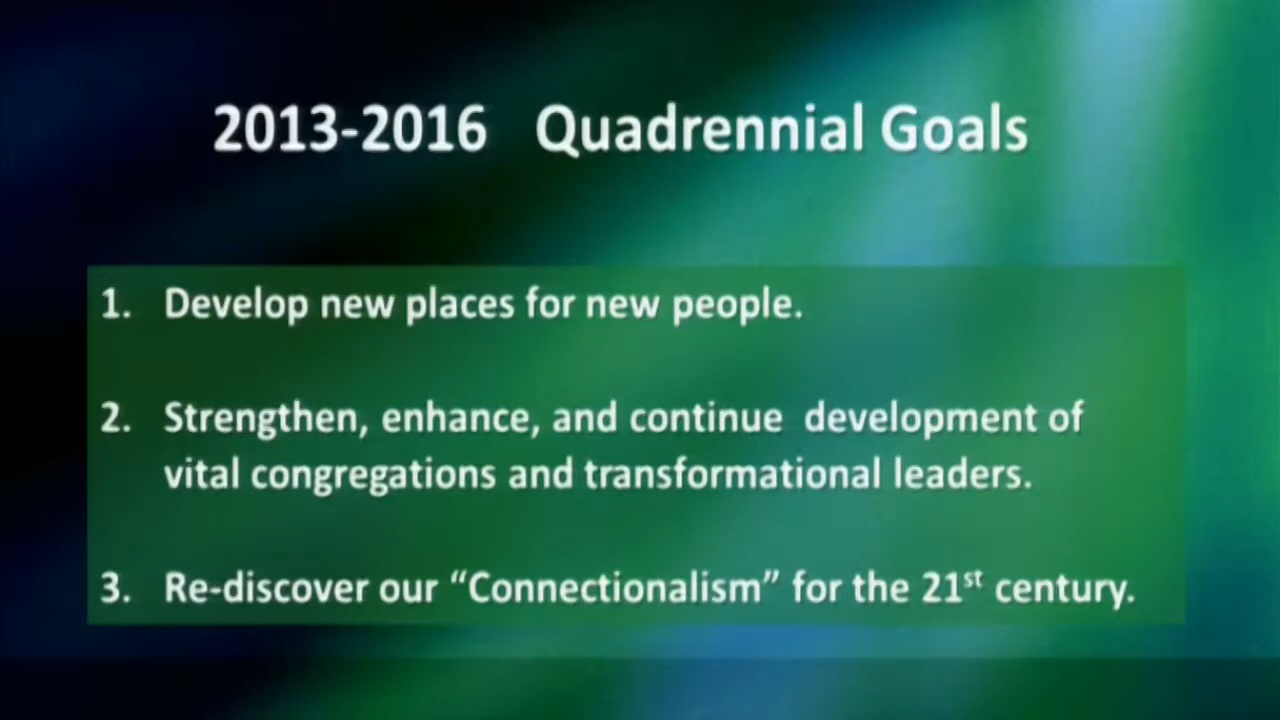 2013-2016 Quadrennial Goals
1. Develop new places for new people.
2. Strengthen, enhance, and continue development of
vital congregations and transformational leaders.
3. Re-discover our “Connectionalism” for the 21st century.